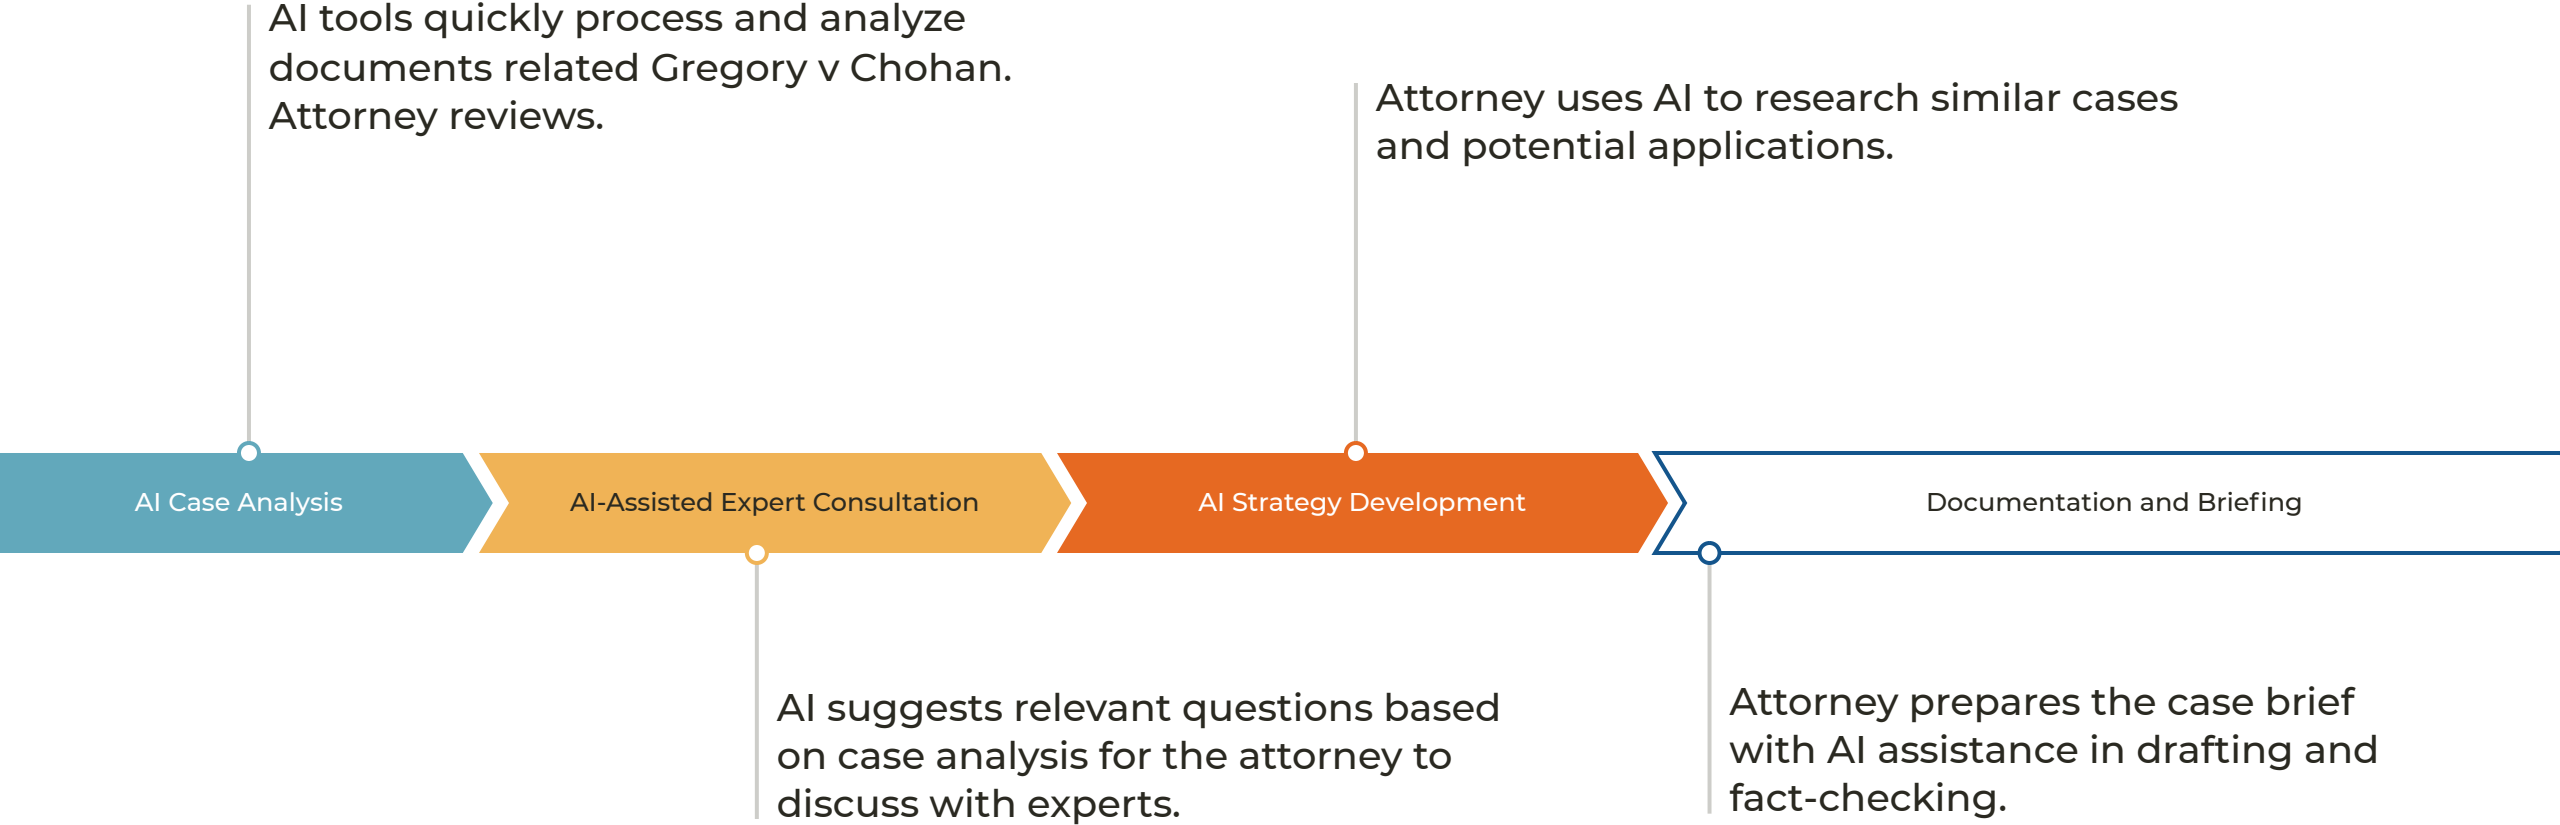 AI tools quickly process and analyze
documents related Gregory v Chohan.
Attorney reviews.
Attorney uses AI to research similar cases
and potential applications.
AI Case Analysis
AI-Assisted Expert Consultation
AI Strategy Development
Documentation and Briefing
AI suggests relevant questions based
on case analysis for the attorney to
discuss with experts.
Attorney prepares the case brief
with AI assistance in drafting and
fact-checking.